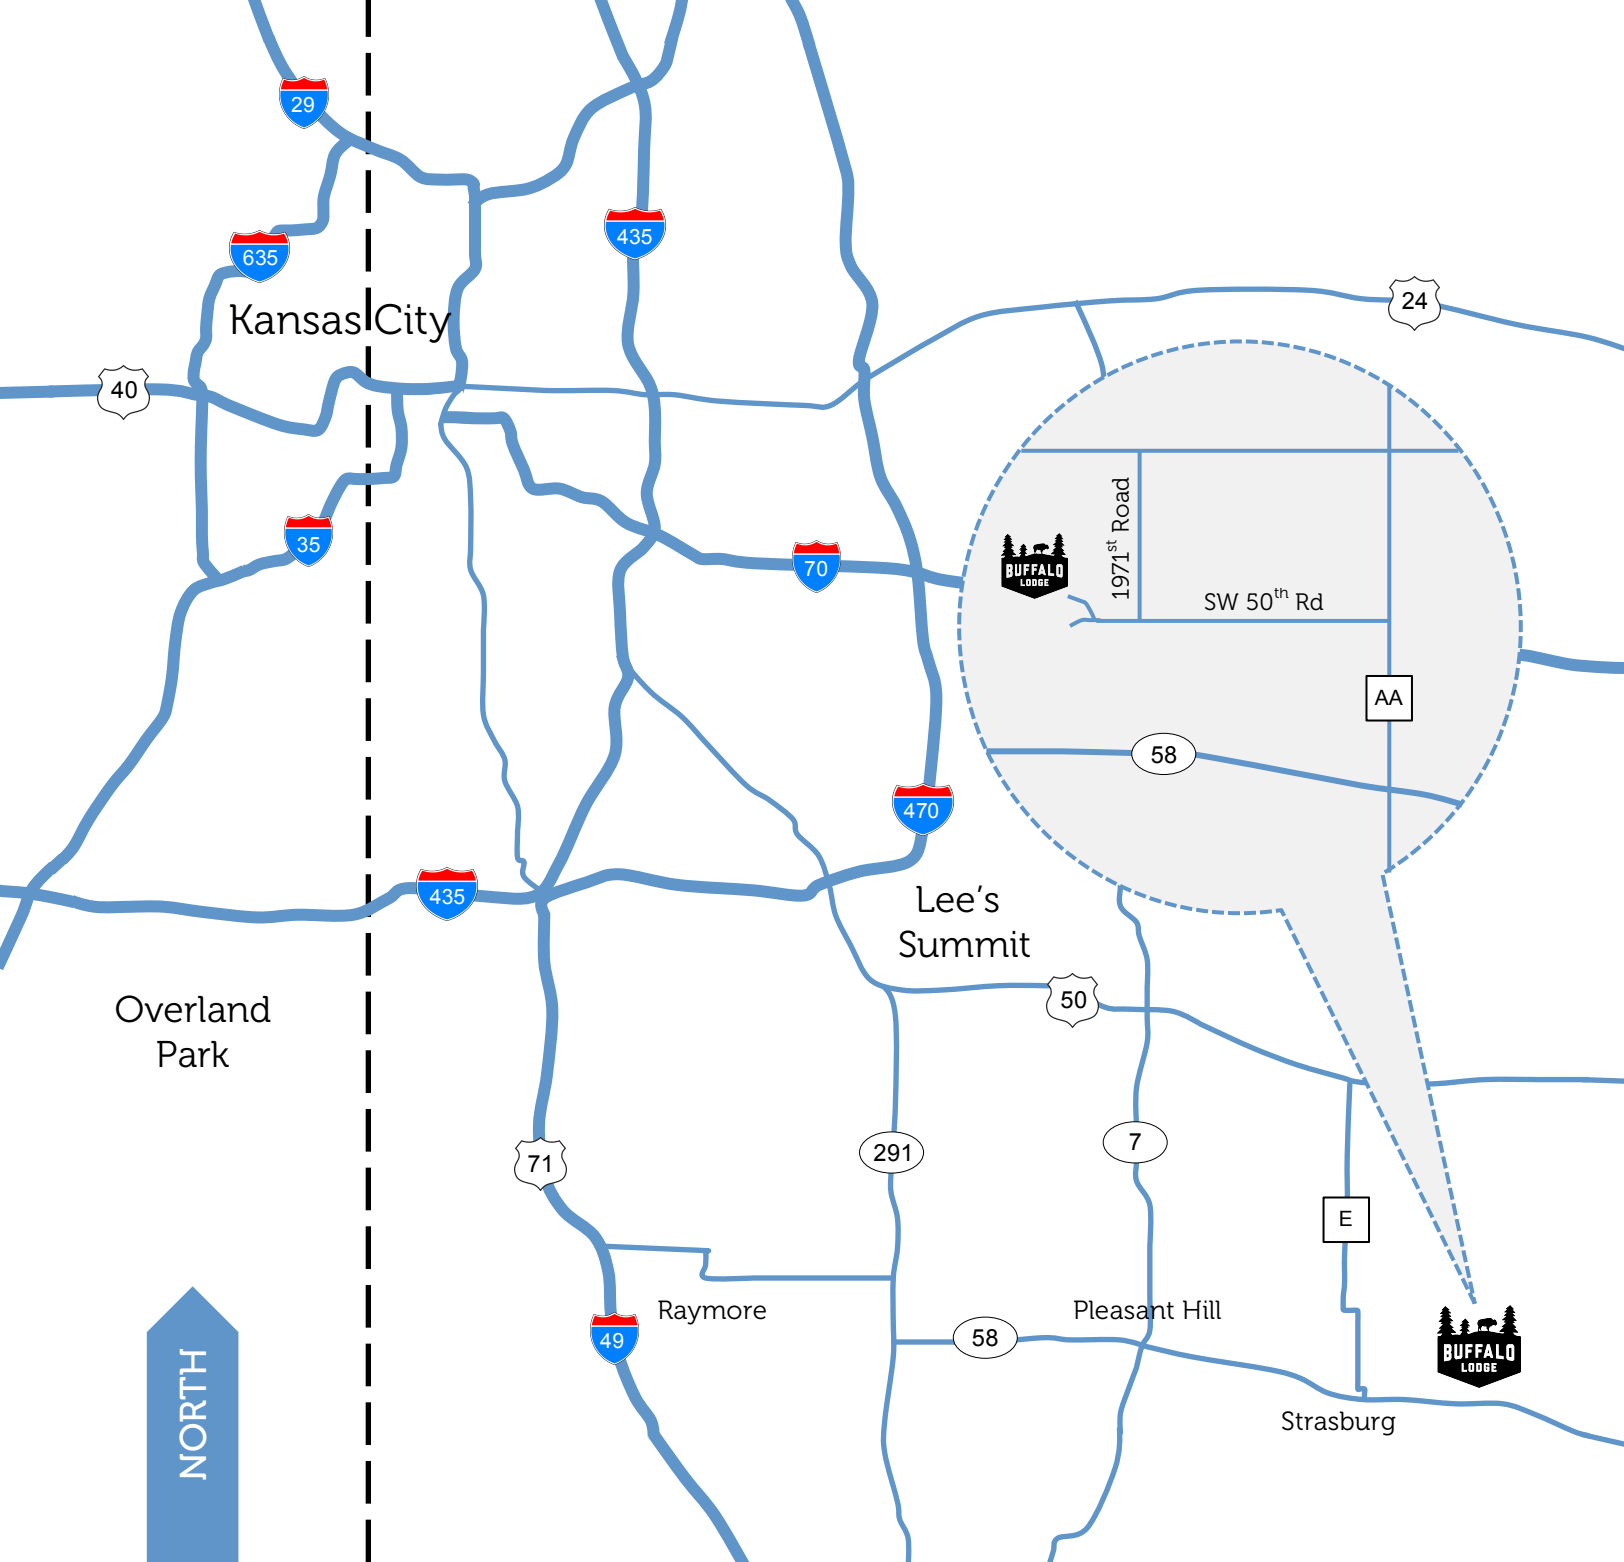 29
435
635
24
Kansas City
40
1971st Road
35
70
BUFFALO
LODGE
SW 50th Rd
AA
58
470
435
Lee's
Summit
50
Overland
Park
7
291
71
E
Raymore
Pleasant Hill
49
58
BUFFALO
LODGE
NORTH
Strasburg